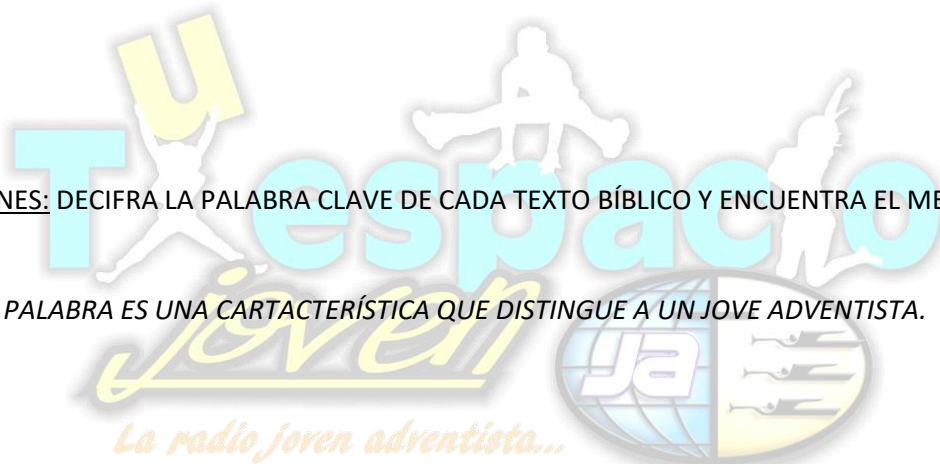 Tu espacio
NES: DECIFRA LA PALABRA CLAVE DE CADA TEXTO BÍBLICO Y ENCUENTRA EL ME
PALABRA ES UNA CARTACTERÍSTICA QUE DISTINGUE A UN JOVE ADVENTISTA.
joven
Ja
La radio joven adventista...